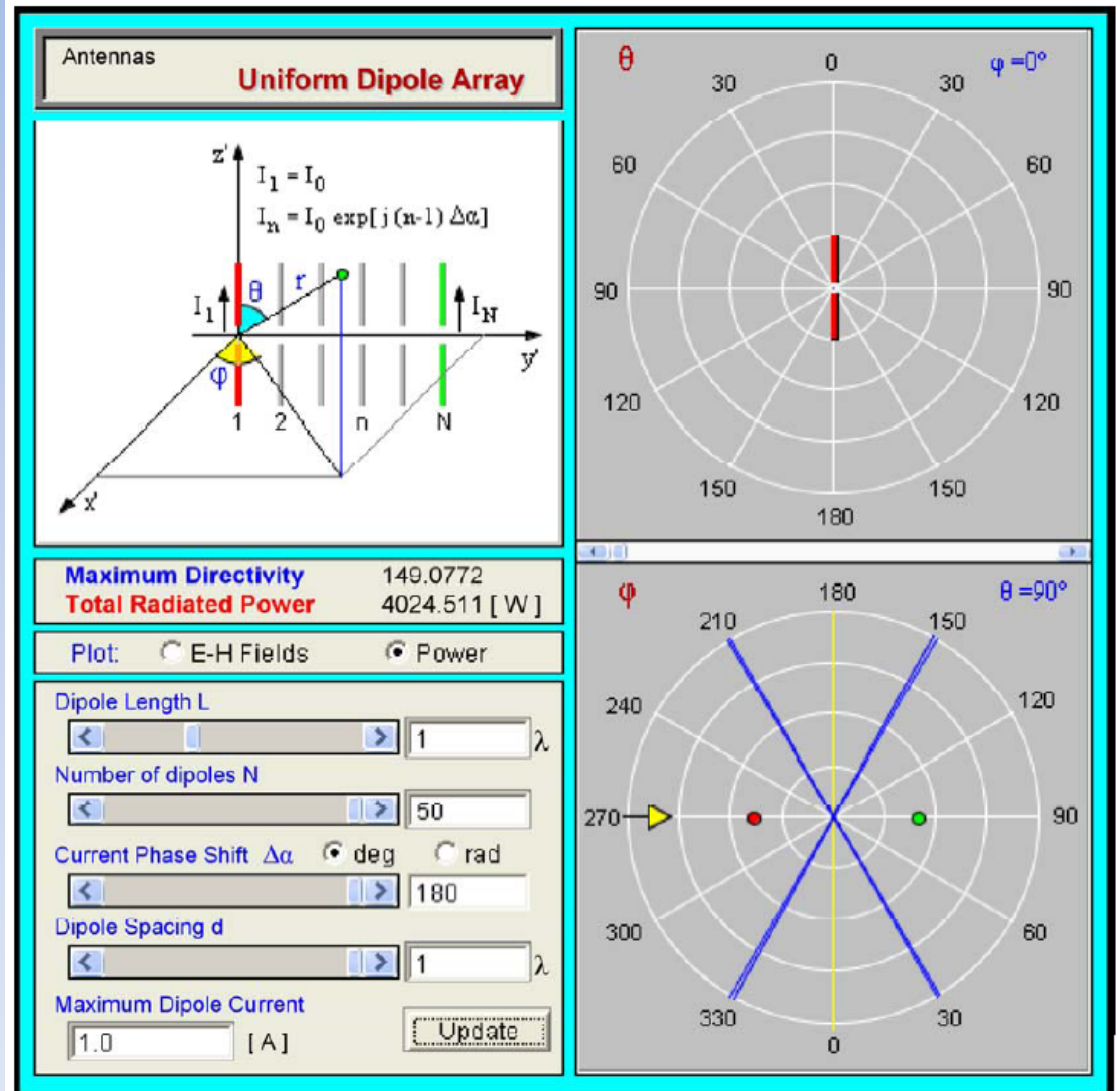 Antennas
Uniform Dipole Array
z'
I1 = I0
In = I0 exp[j(n-1) Δα]
θ
r
I1
IN
y'
φ
1 2 n N
x'
Maximum Directivity 149.0772
Total Radiated Power 4024.511 [ W ]
Plot: E-H Fields Power
Dipole Length L
1 λ
Number of dipoles N
50
Current Phase Shift Δα deg rad
180
Dipole Spacing d
1 λ
Maximum Dipole Current
1.0 [ A ] Update
θ 0 φ =0°
30 30
60 60
90 90
120 120
150 150
180
φ 180 θ =90°
210 150
240 120
270 90
300 60
330 30
0